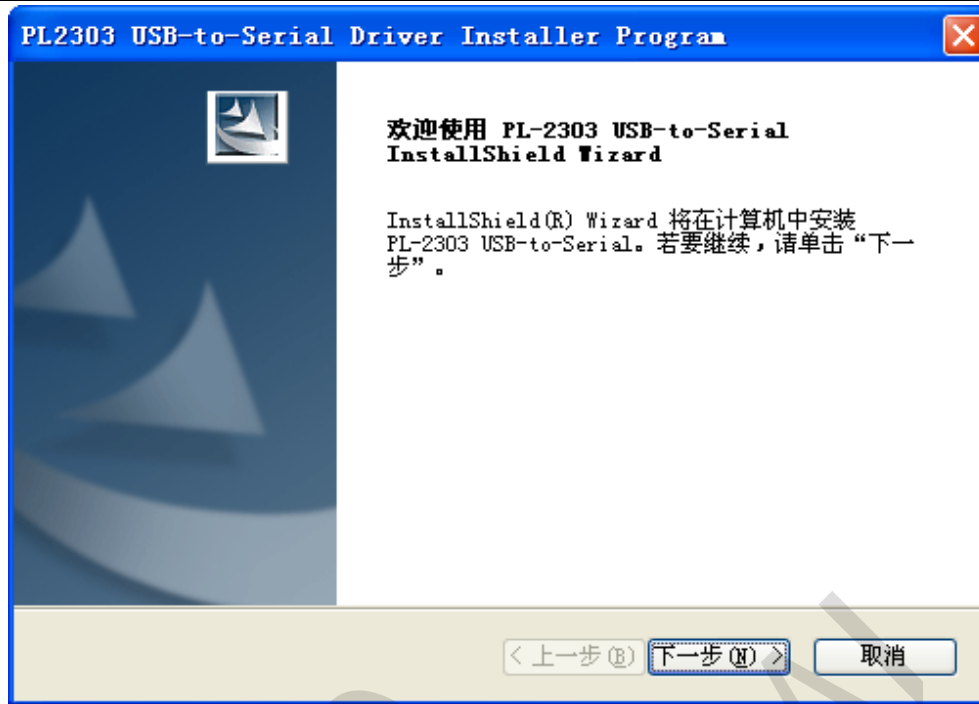 PL2303 USB-to-Serial Driver Installer Program
欢迎使用 PL-2303 USB-to-Serial
InstallShield Wizard
InstallShield(R) Wizard 将在计算机中安装
PL-2303 USB-to-Serial。若要继续，请单击“下一
步”。
< 上一步(B) 下一步(N) > 取消